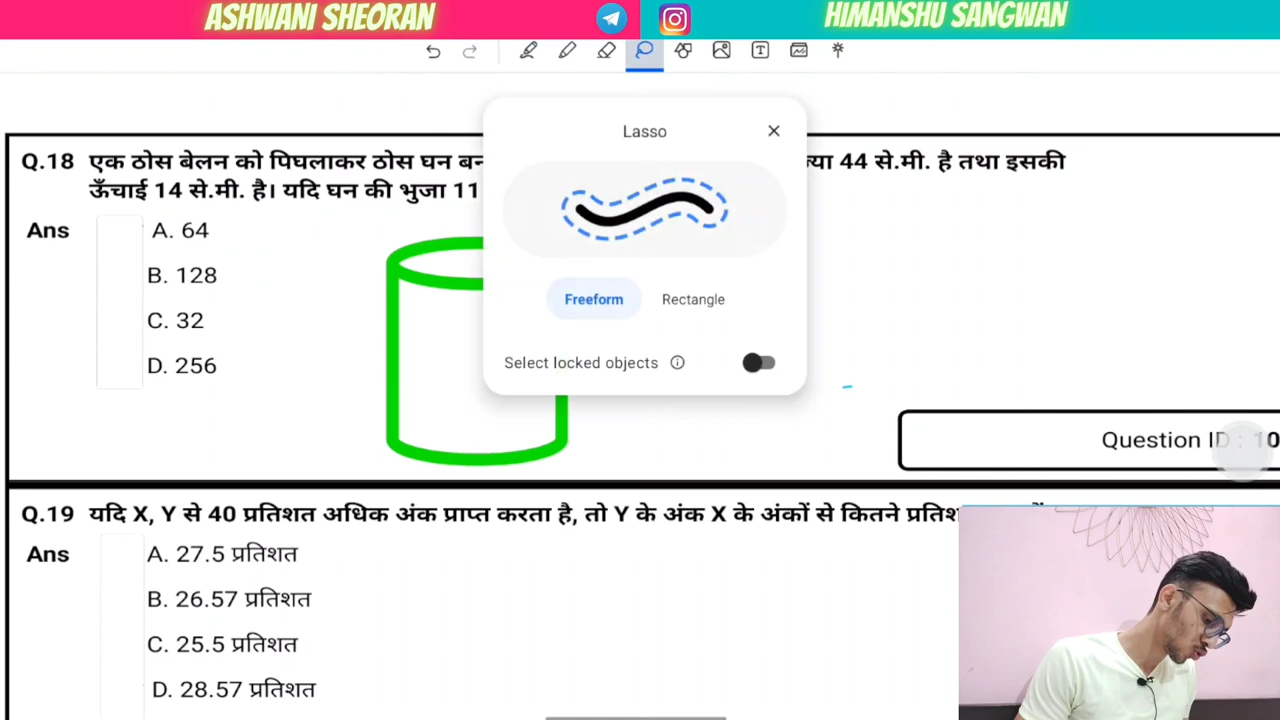 ASHWANI SHEORAN
HIMANSHU SANGWAN
Lasso
Freeform
Rectangle
Select locked objects
Q.18 एक ठोस बेलन को पिघलाकर ठोस घन 44 से.मी. है तथा इसकी
ऊँचाई 14 से.मी. है। यदि घन की भुजा 11
Ans
A. 64
B. 128
C. 32
D. 256
Question ID : 10
Q.19 यदि X, Y से 40 प्रतिशत अधिक अंक प्राप्त करता है, तो Y के अंक X के अंकों से कितने
Ans
A. 27.5 प्रतिशत
B. 26.57 प्रतिशत
C. 25.5 प्रतिशत
D. 28.57 प्रतिशत